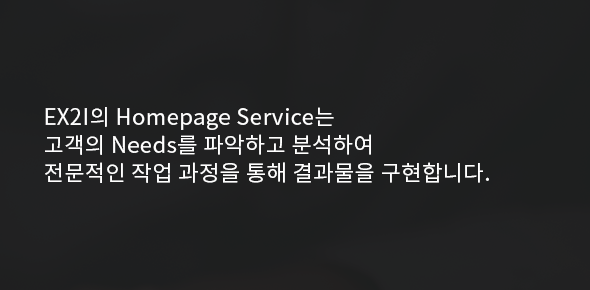 EX2I의 Homepage Service는
고객의 Needs를 파악하고 분석하여
전문적인 작업 과정을 통해 결과물을 구현합니다.